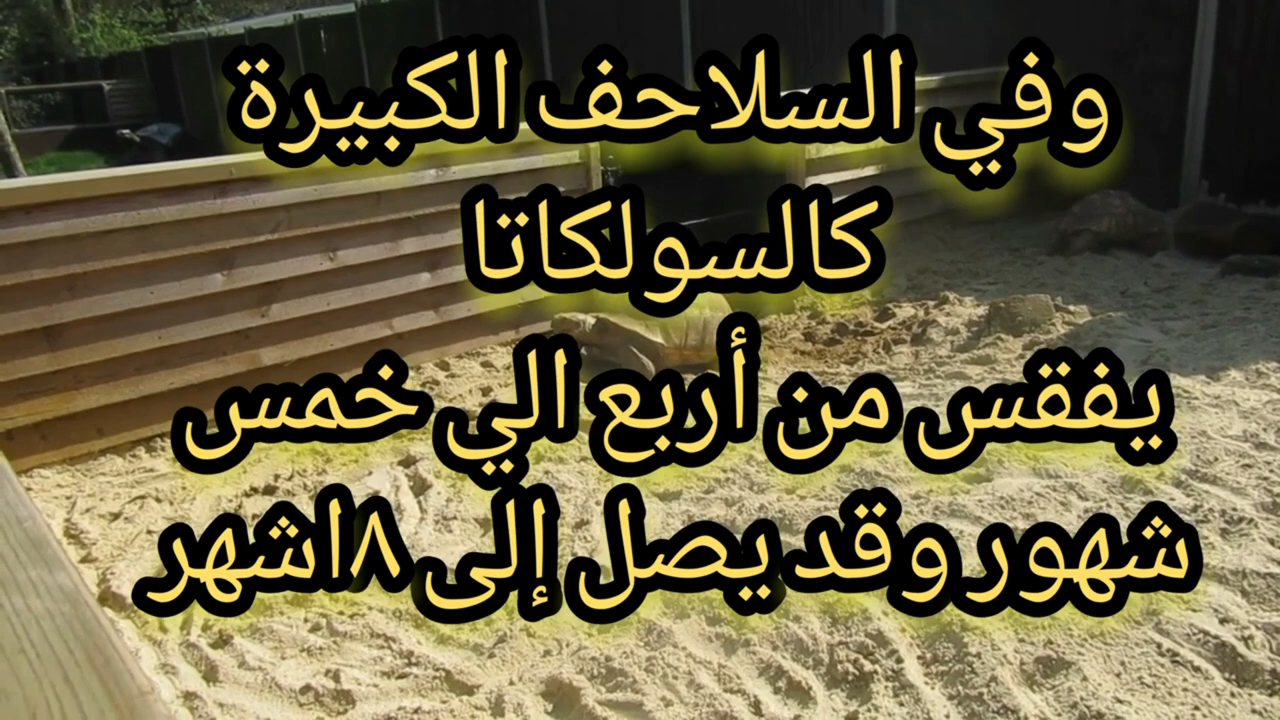 وفي السلاحف الكبيرة
كالسولكاتا
يفقس من أربع الي خمس
شهور وقد يصل إلى ٨اشهر